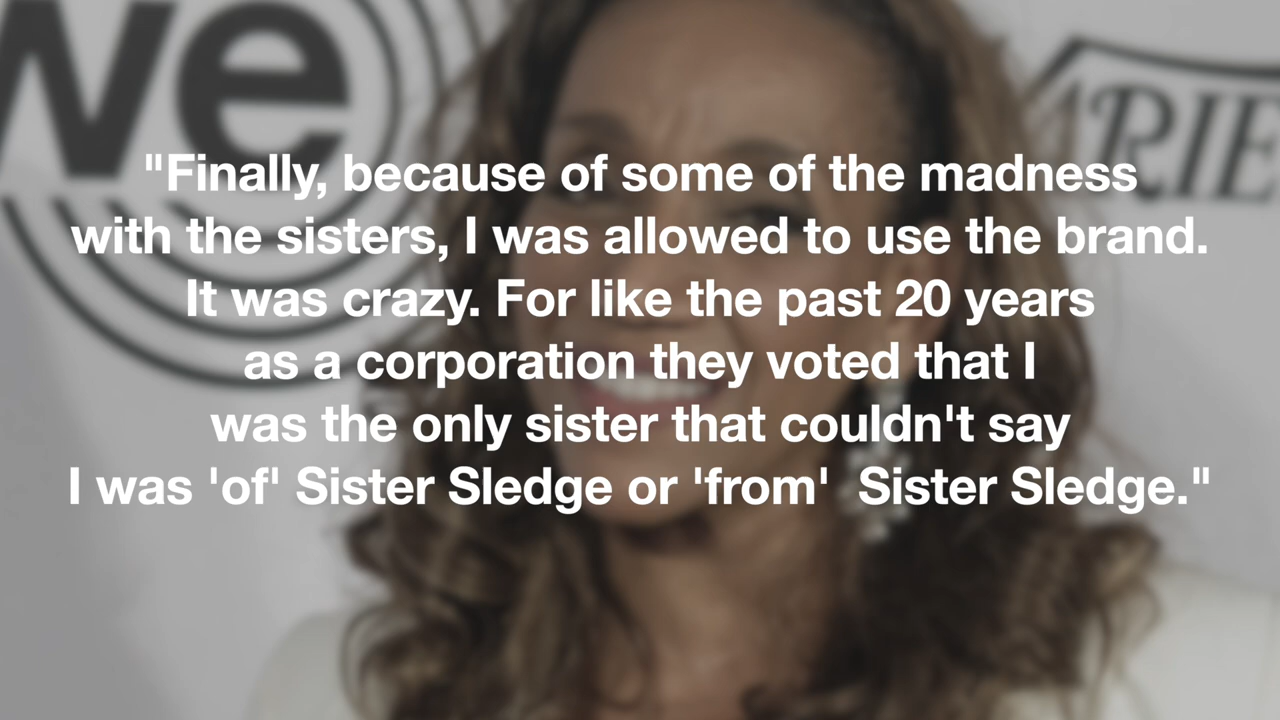 we
ARIE
"Finally, because of some of the madness
with the sisters, I was allowed to use the brand.
It was crazy. For like the past 20 years
as a corporation they voted that I
was the only sister that couldn't say
I was 'of' Sister Sledge or 'from'  Sister Sledge."